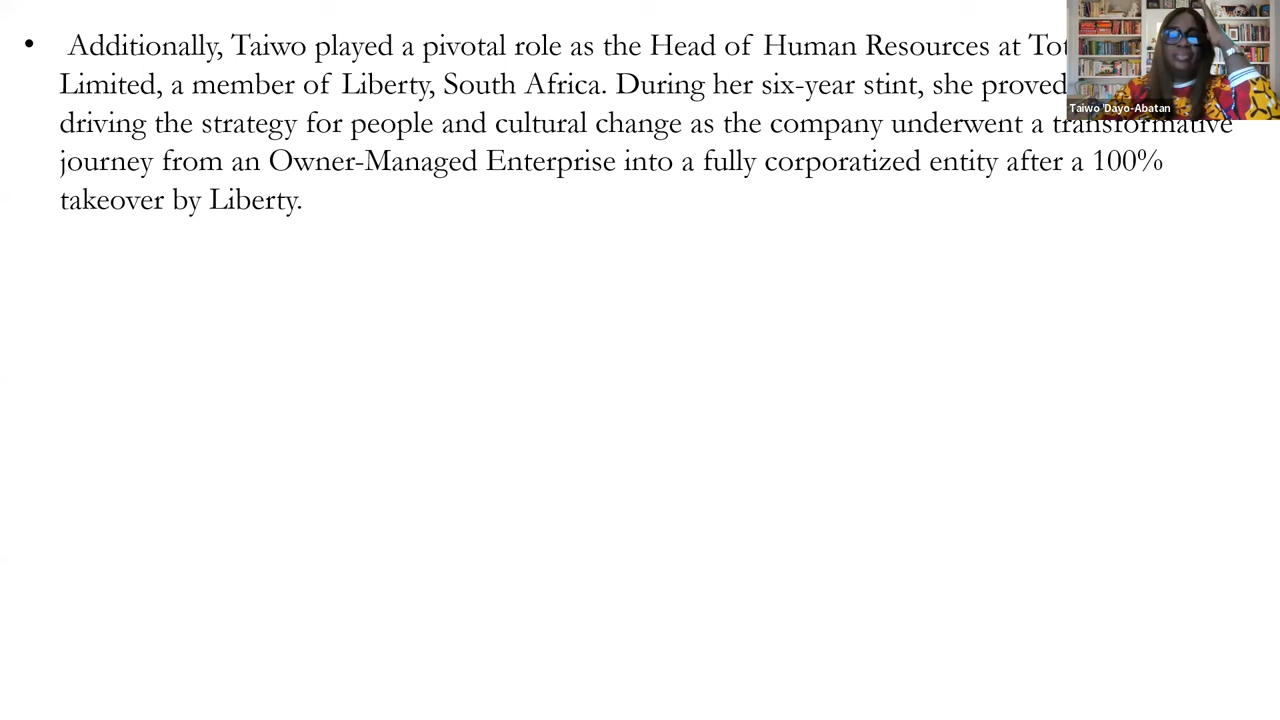 • Additionally, Taiwo played a pivotal role as the Head of Human Resources at
Limited, a member of Liberty, South Africa. During her six-year stint, she proved
driving the strategy for people and cultural change as the company underwent a transformative
journey from an Owner-Managed Enterprise into a fully corporatized entity after a 100%
takeover by Liberty.
Taiwo 'Dayo-Abatan